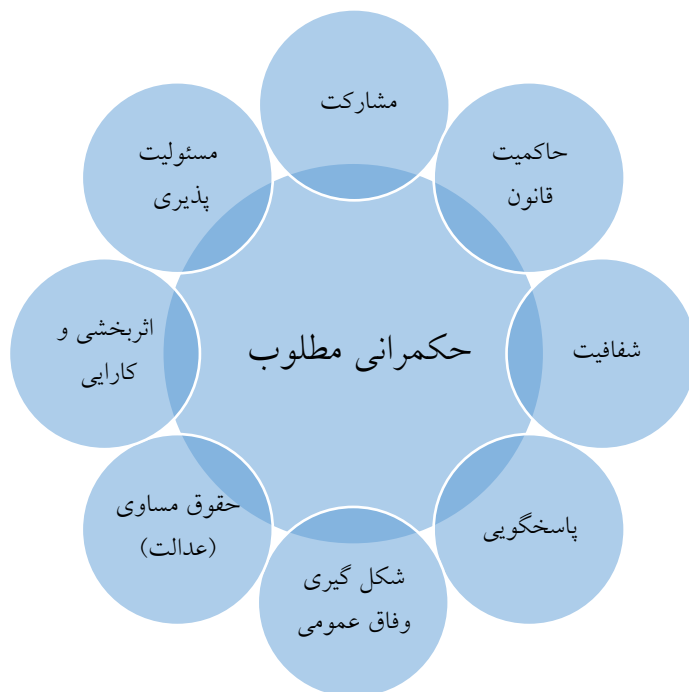 مشارکت
حاکمیت
قانون
شفافیت
پاسخگویی
شکل گیری
وفاق عمومی
حقوق مساوی
(عدالت)
اثربخشی و
کارایی
مسئولیت
پذیری
حکمرانی مطلوب